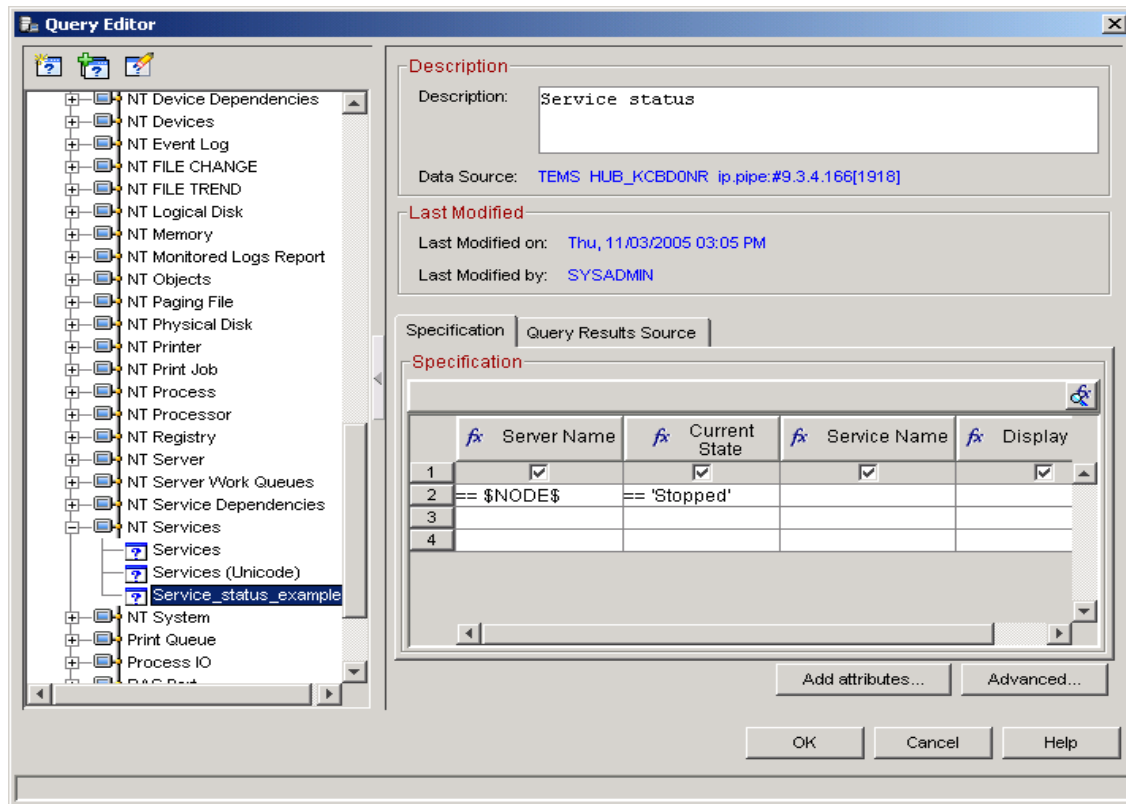 Query Editor
NT Device Dependencies
NT Devices
NT Event Log
NT FILE CHANGE
NT FILE TREND
NT Logical Disk
NT Memory
NT Monitored Logs Report
NT Objects
NT Paging File
NT Physical Disk
NT Printer
NT Print Job
NT Process
NT Processor
NT Registry
NT Server
NT Server Work Queues
NT Service Dependencies
NT Services
Services
Services (Unicode)
Service_status_example
NT System
Print Queue
Process IO
Description
Description: Service status
Data Source: TEMS HUB_KCBD0NR ip.pipe:#9.3.4.166[1918]
Last Modified
Last Modified on: Thu, 11/03/2005 03:05 PM
Last Modified by: SYSADMIN
Specification Query Results Source
Specification
fx Server Name fx Current State fx Service Name fx Display
1
2 == $NODE$ == 'Stopped'
3
4
Add attributes... Advanced...
OK Cancel Help